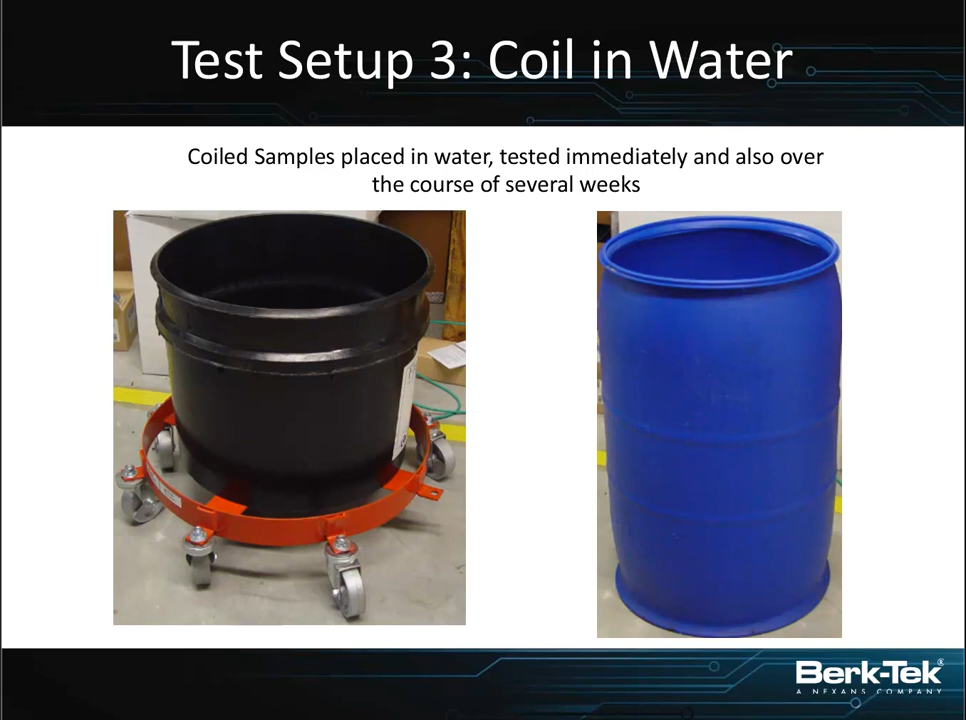 Test Setup 3: Coil in Water
Coiled Samples placed in water, tested immediately and also over
the course of several weeks
Berk-Tek®
A NEXANS COMPANY